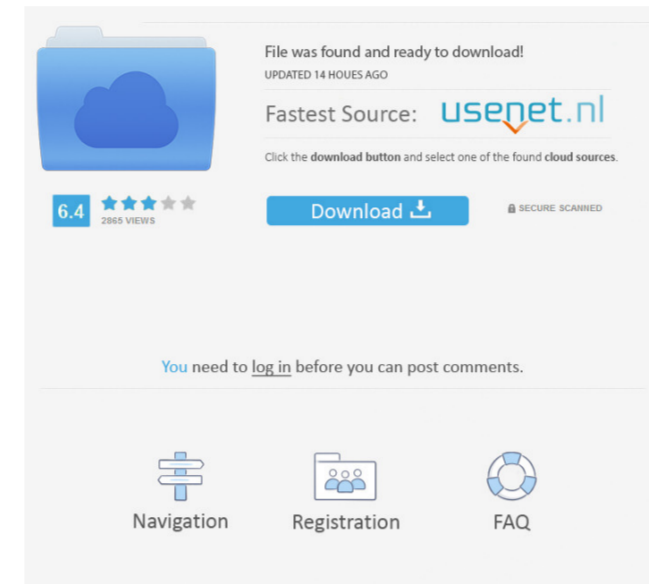 File was found and ready to download!
UPDATED 14 HOUES AGO
Fastest Source: usenet.nl
Click the download button and select one of the found cloud sources.
6.4
2865 VIEWS
Download
SECURE SCANNED
You need to log in before you can post comments.
Navigation
Registration
FAQ